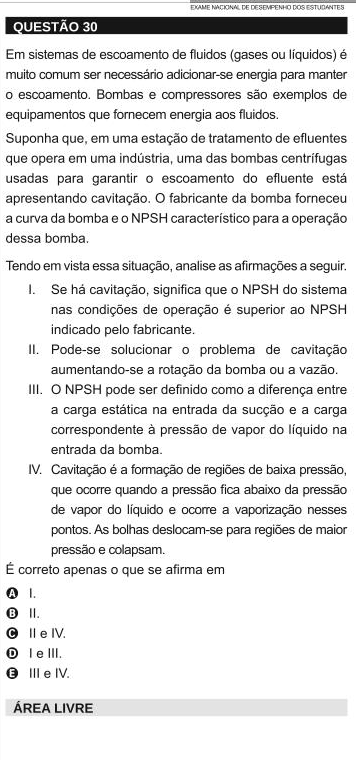 EXAME NACIONAL DE DESEMPENHO DOS ESTUDANTES
QUESTÃO 30
Em sistemas de escoamento de fluidos (gases ou líquidos) é
muito comum ser necessário adicionar-se energia para manter
o escoamento. Bombas e compressores são exemplos de
equipamentos que fornecem energia aos fluidos.
Suponha que, em uma estação de tratamento de efluentes
que opera em uma indústria, uma das bombas centrífugas
usadas para garantir o escoamento do efluente está
apresentando cavitação. O fabricante da bomba forneceu
a curva da bomba e o NPSH característico para a operação
dessa bomba.
Tendo em vista essa situação, analise as afirmações a seguir.
I. Se há cavitação, significa que o NPSH do sistema
nas condições de operação é superior ao NPSH
indicado pelo fabricante.
II. Pode-se solucionar o problema de cavitação
aumentando-se a rotação da bomba ou a vazão.
III. O NPSH pode ser definido como a diferença entre
a carga estática na entrada da sucção e a carga
correspondente à pressão de vapor do líquido na
entrada da bomba.
IV. Cavitação é a formação de regiões de baixa pressão,
que ocorre quando a pressão fica abaixo da pressão
de vapor do líquido e ocorre a vaporização nesses
pontos. As bolhas deslocam-se para regiões de maior
pressão e colapsam.
É correto apenas o que se afirma em
A I.
B II.
C II e IV.
D I e III.
E III e IV.
ÁREA LIVRE